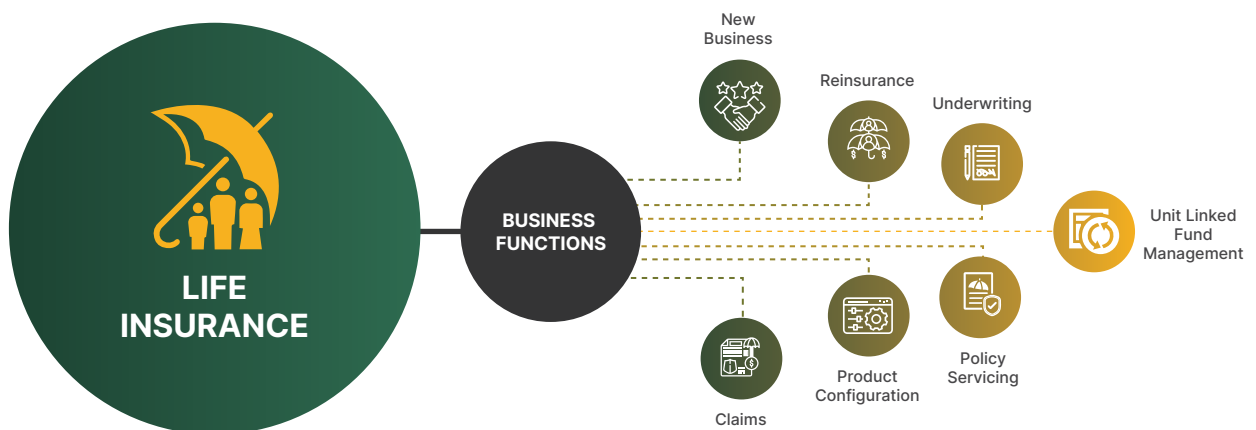 LIFE
INSURANCE
BUSINESS
FUNCTIONS
New
Business
Reinsurance
Underwriting
Unit Linked
Fund
Management
Policy
Servicing
Product
Configuration
Claims